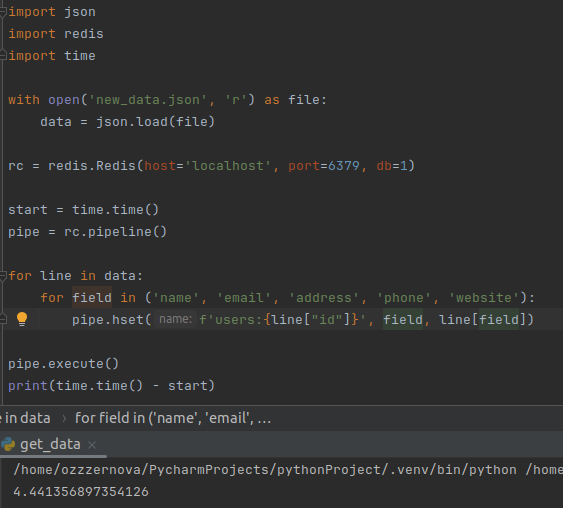 import json
import redis
import time
with open('new_data.json', 'r') as file:
    data = json.load(file)
rc = redis.Redis(host='localhost', port=6379, db=1)
start = time.time()
pipe = rc.pipeline()
for line in data:
    for field in ('name', 'email', 'address', 'phone', 'website'):
        pipe.hset( name: f'users:{line["id"]}', field, line[field])
pipe.execute()
print(time.time() - start)
e in data › for field in ('name', 'email', …
get_data ×
/home/ozzzernova/PycharmProjects/pythonProject/.venv/bin/python /home
4.441356897354126